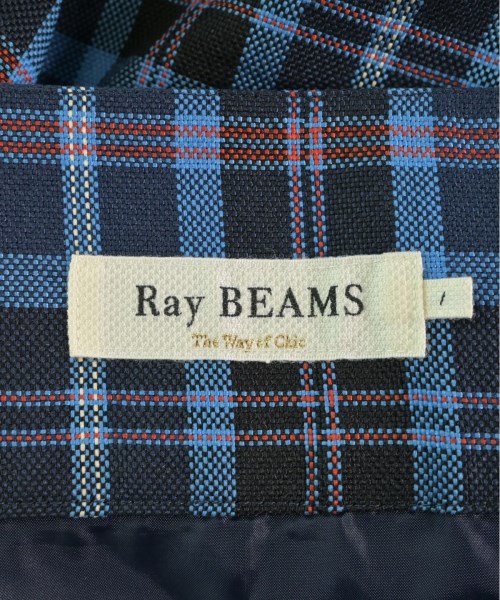 Ray BEAMS
The Way of Chic
1